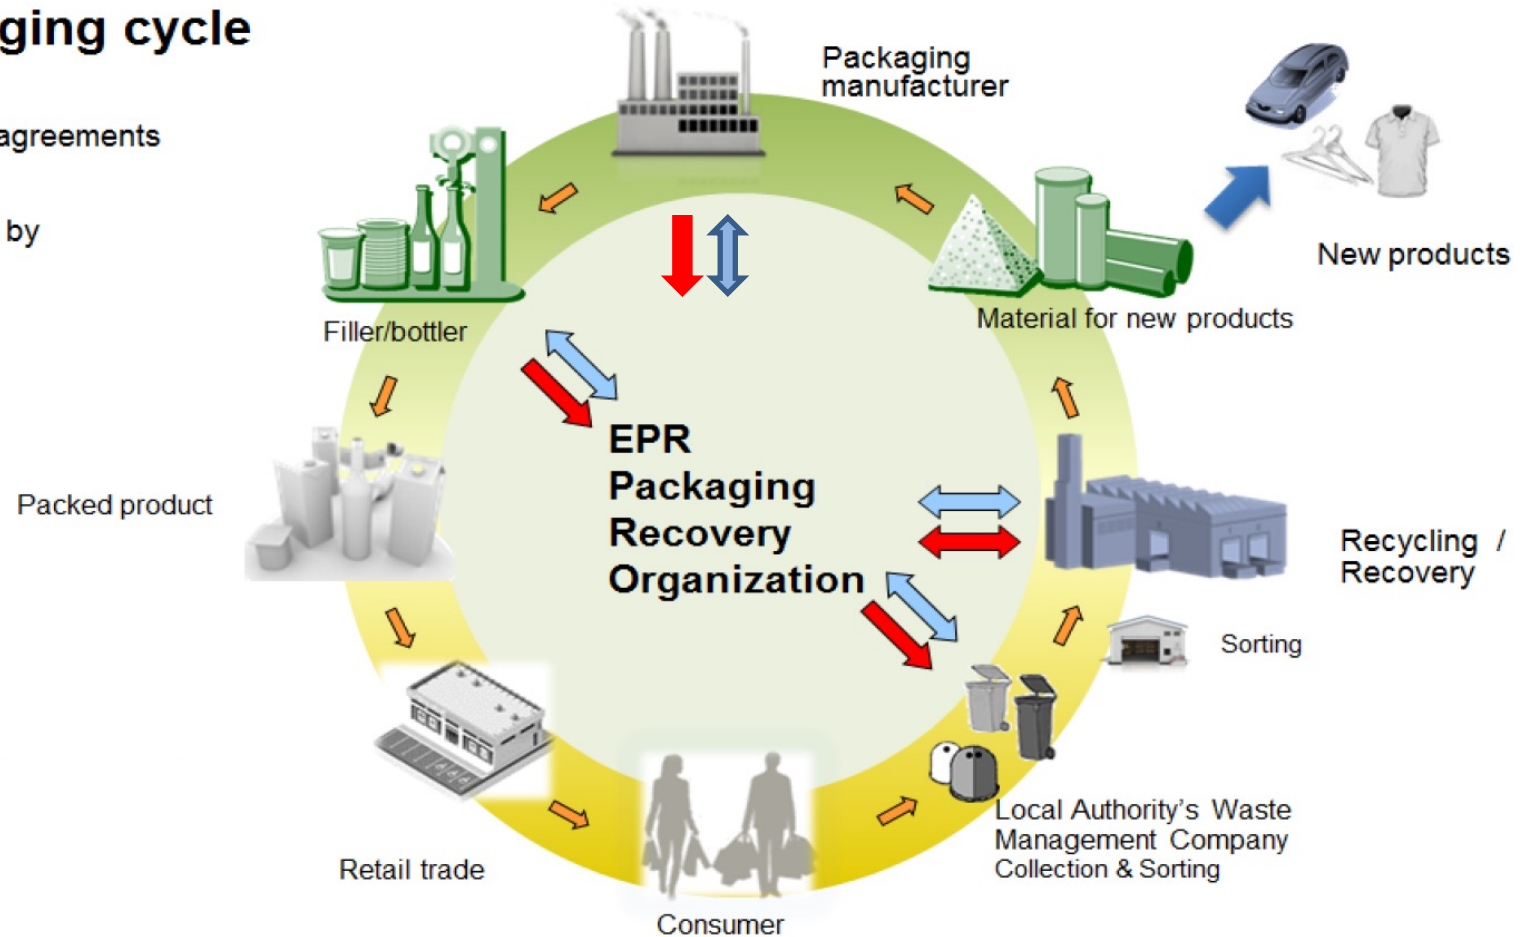 ging cycle
agreements
by
Packaging
manufacturer
New products
Filler/bottler
Material for new products
EPR
Packaging
Recovery
Organization
Packed product
Recycling /
Recovery
Sorting
Local Authority's Waste
Management Company
Collection & Sorting
Retail trade
Consumer